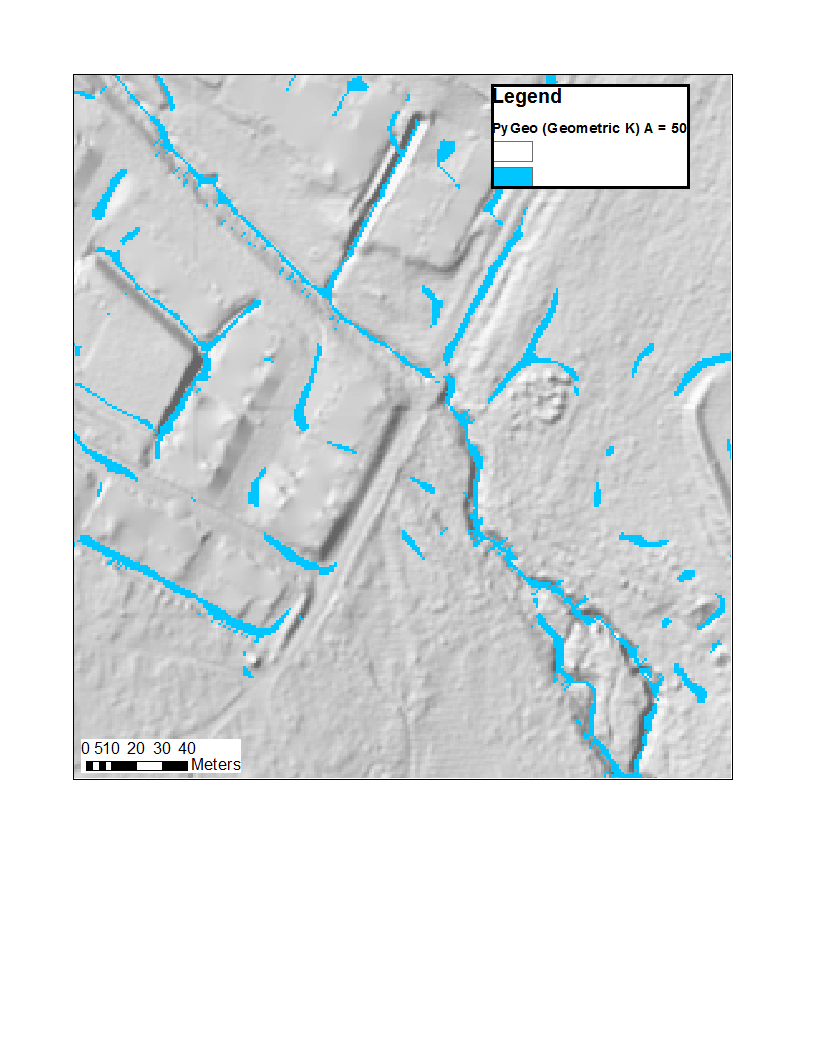 Legend
PyGeo (Geometric K) A = 50
0 510 20 30 40
Meters